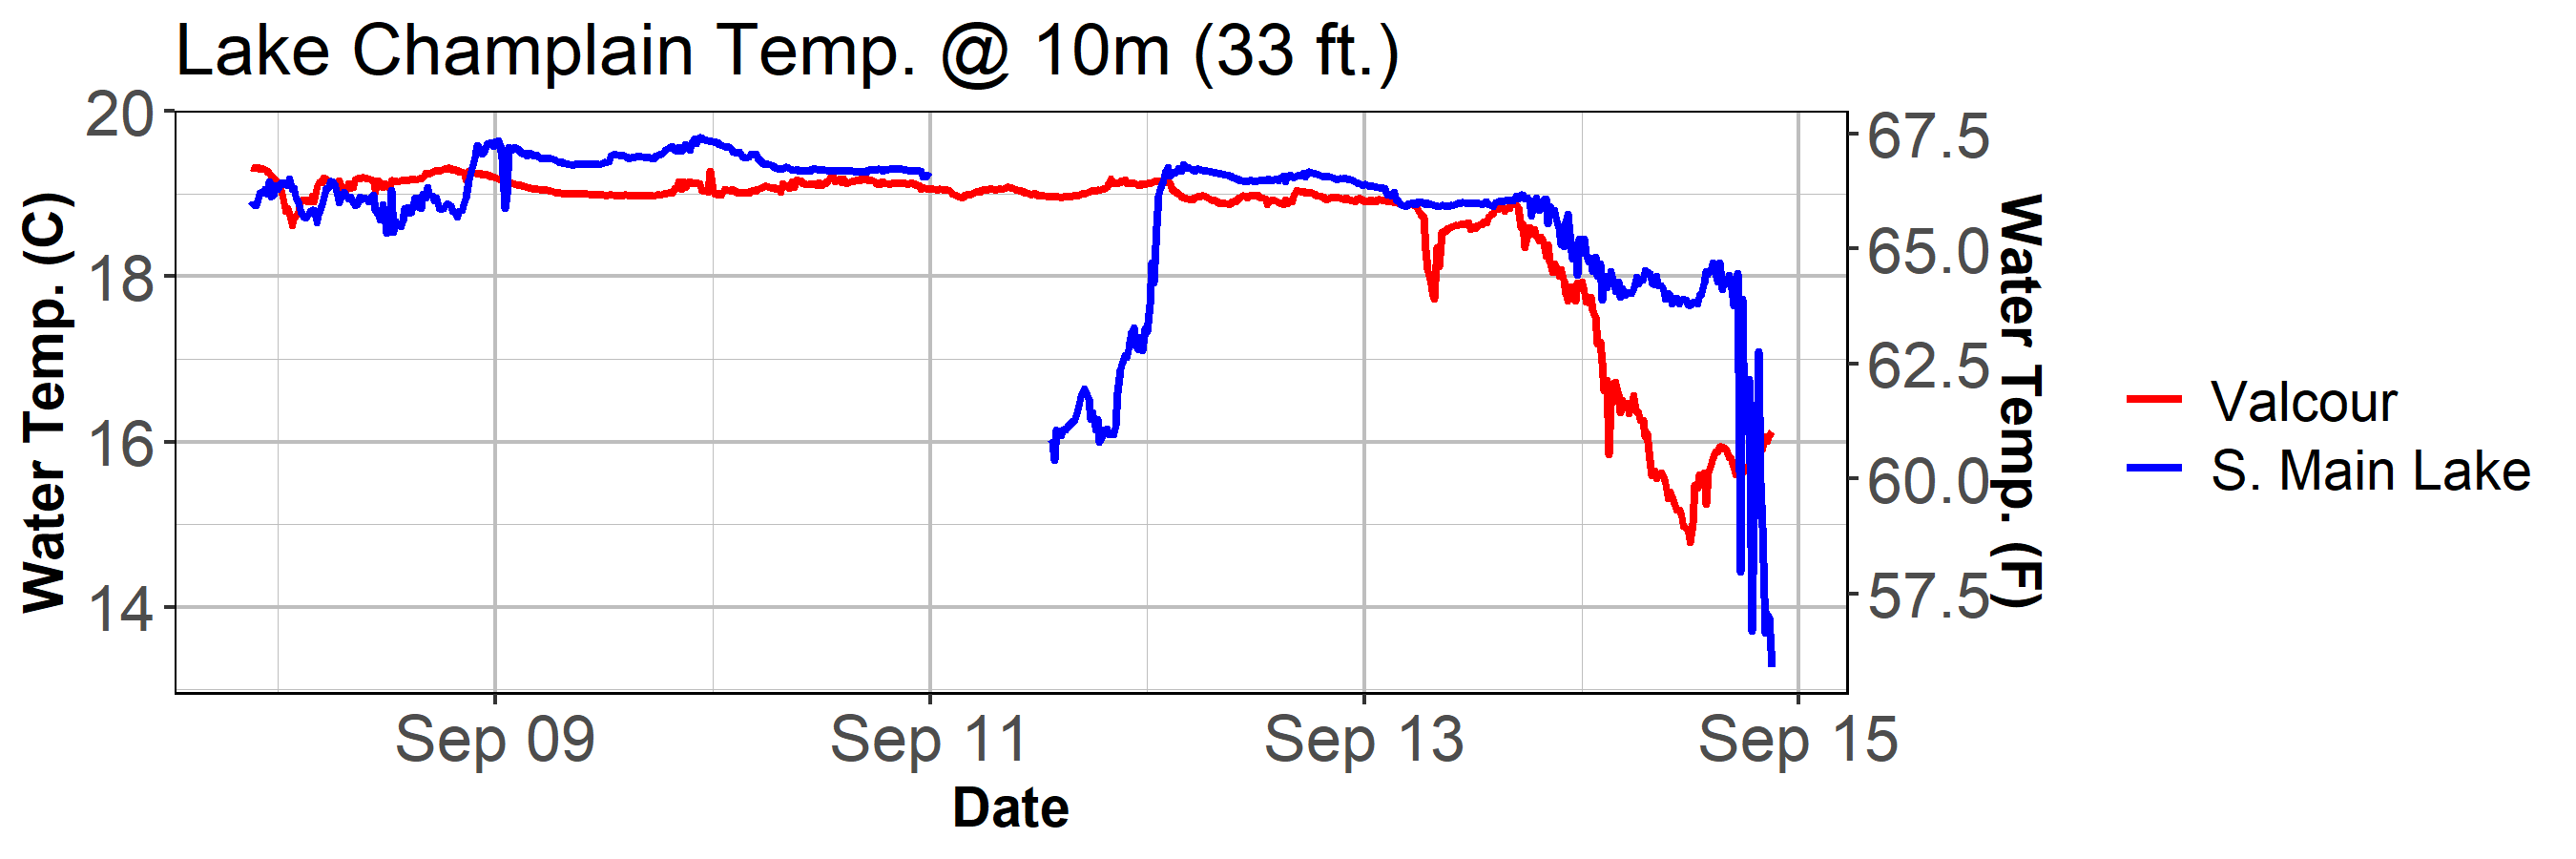 Lake Champlain Temp. @ 10m (33 ft.)
Water Temp. (C)
20
18
16
14
67.5
65.0
62.5
60.0
57.5
Water Temp. (F)
Sep 09
Sep 11
Sep 13
Sep 15
Date
Valcour
S. Main Lake